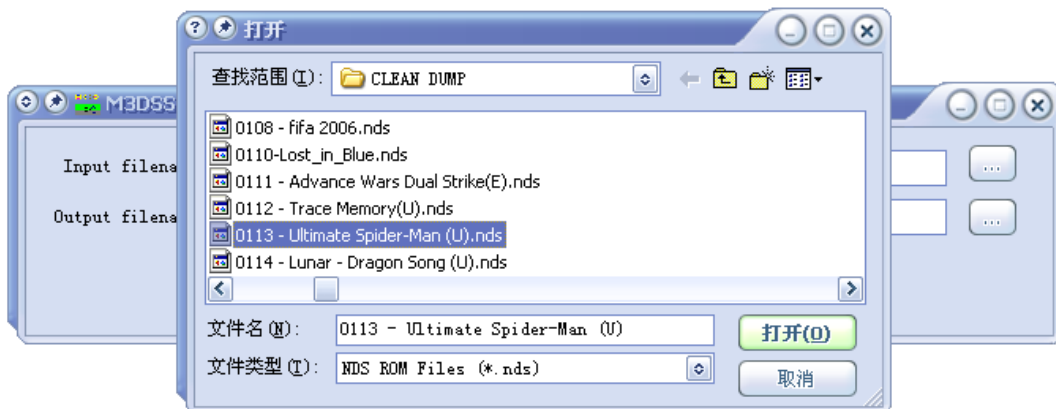 打开
查找范围(I): CLEAN DUMP
M3DSS
0108 - fifa 2006.nds
0110-Lost_in_Blue.nds
Input filena
0111 - Advance Wars Dual Strike(E).nds
0112 - Trace Memory(U).nds
Output filena
0113 - Ultimate Spider-Man (U).nds
0114 - Lunar - Dragon Song (U).nds
文件名(N): 0113 - Ultimate Spider-Man (U) 打开(O)
文件类型(T): NDS ROM Files (*.nds) 取消